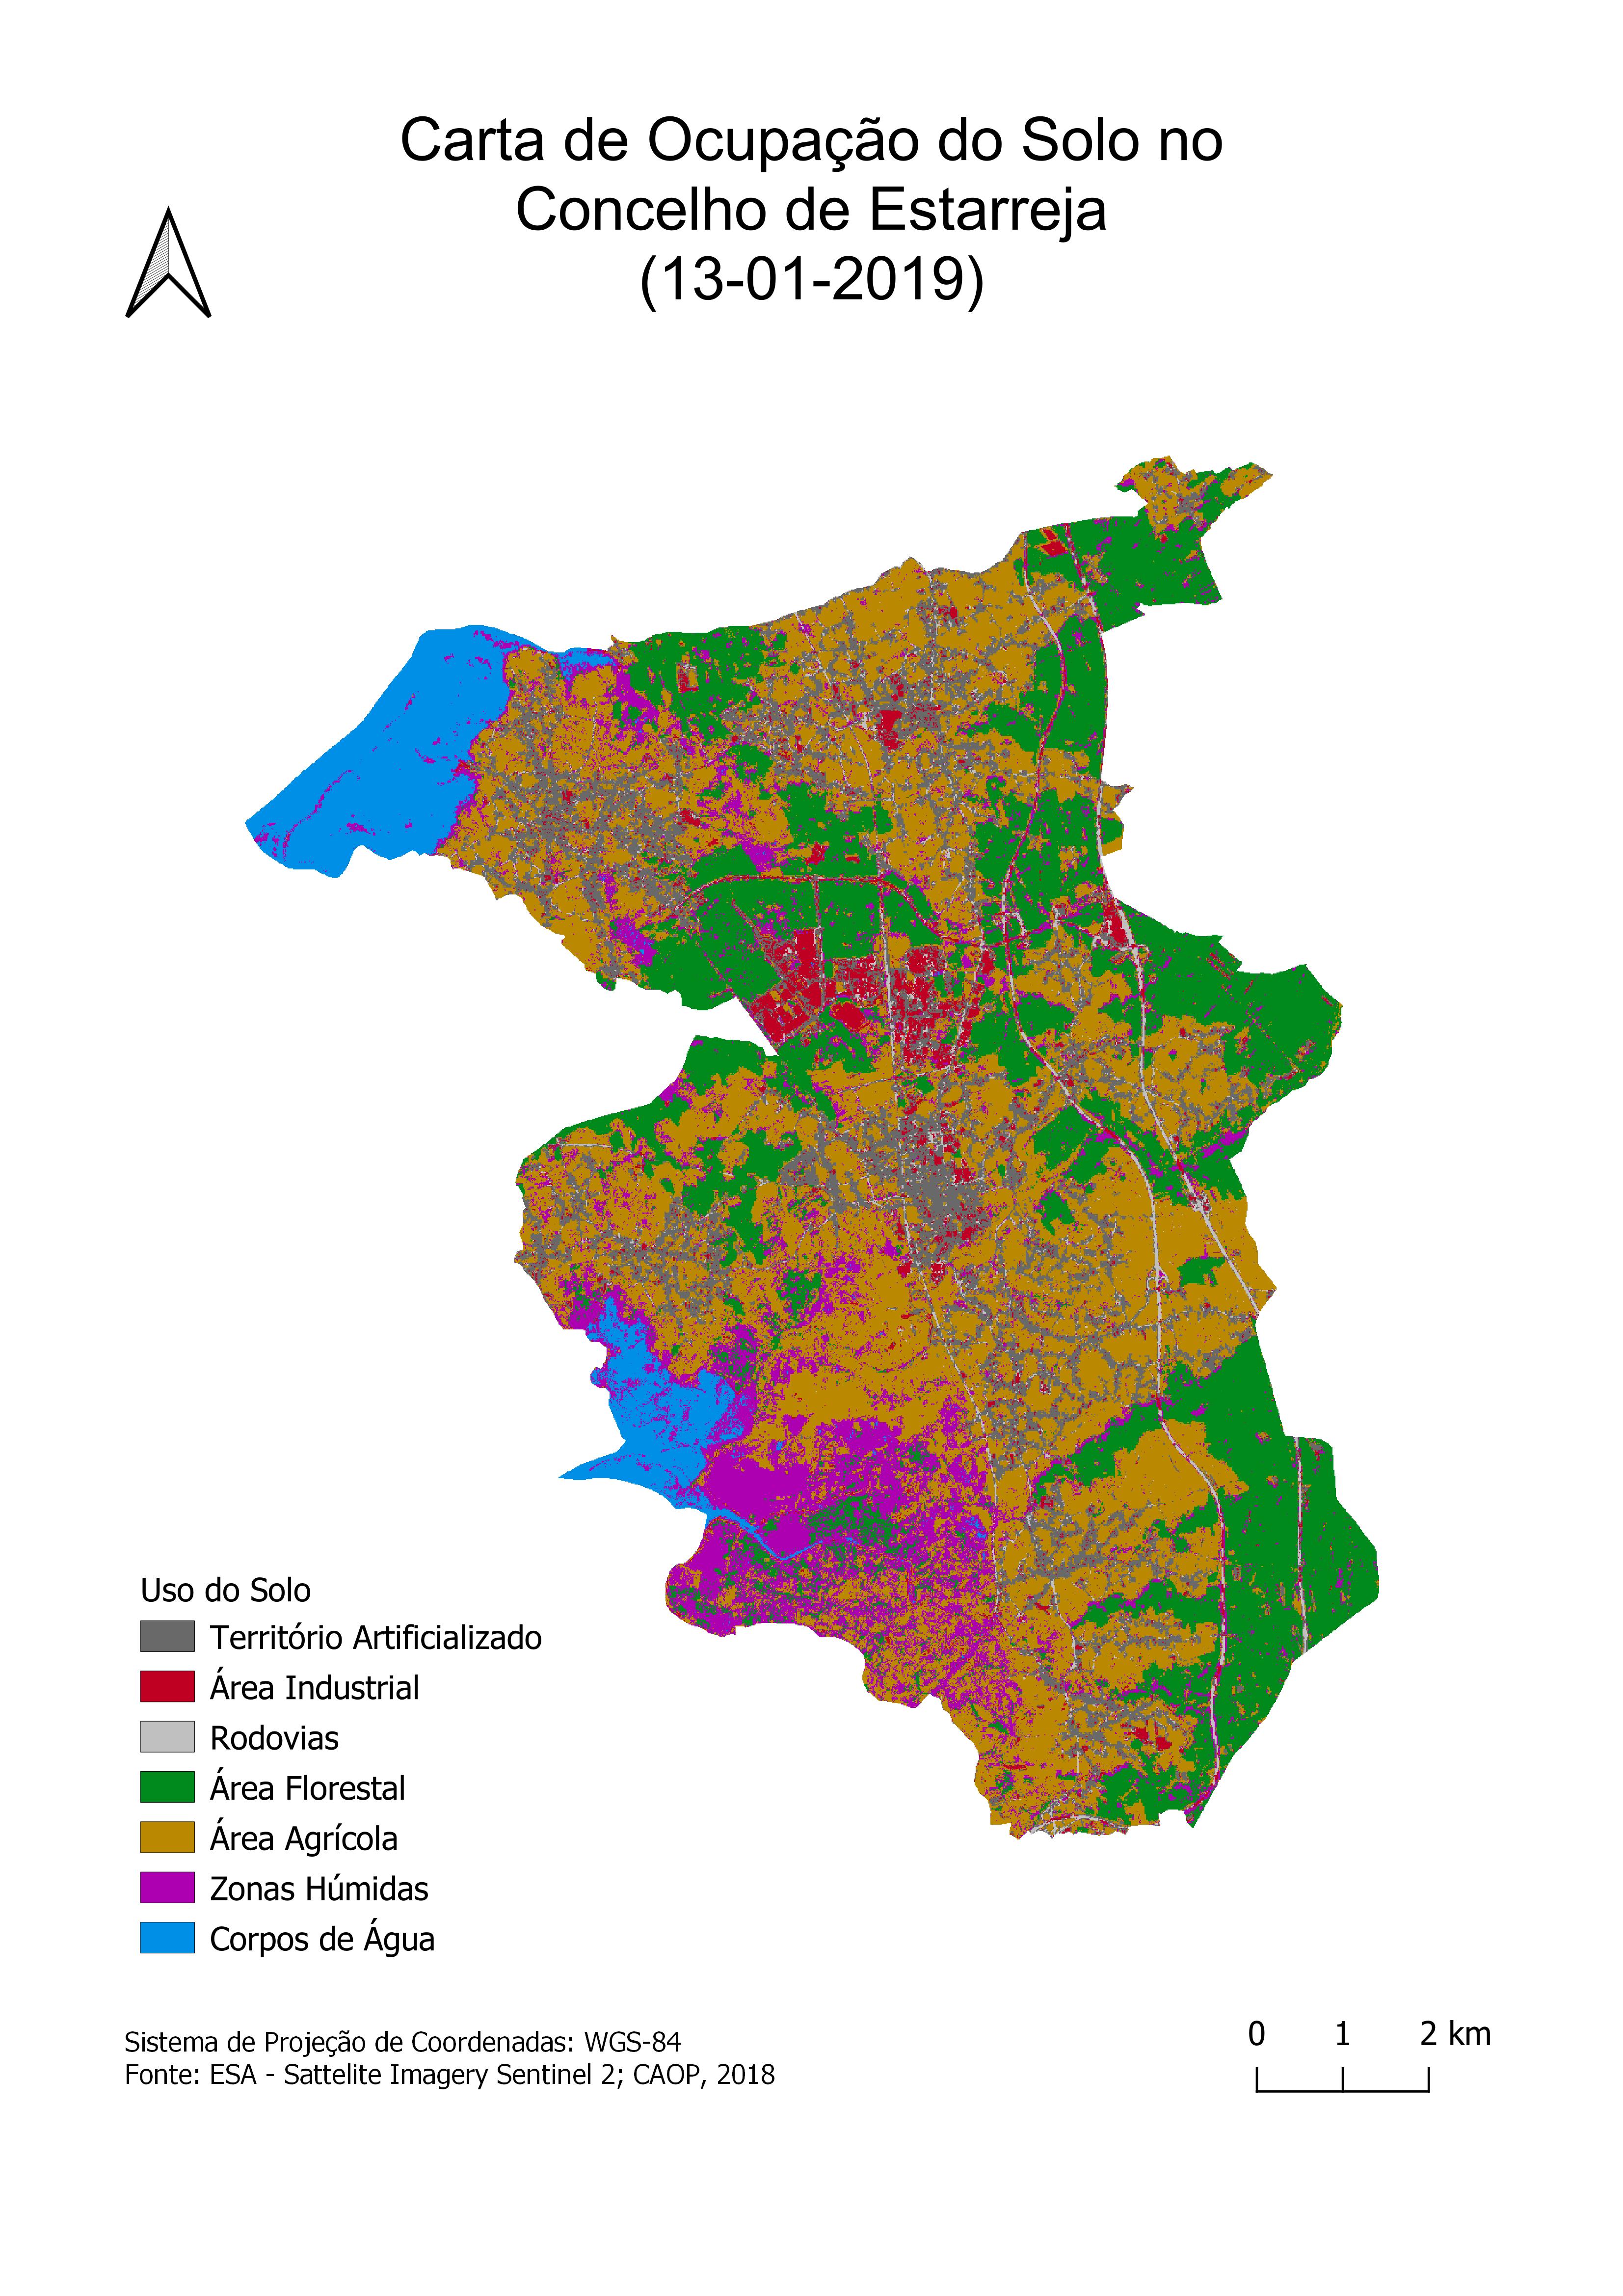 Carta de Ocupação do Solo no
Concelho de Estarreja
(13-01-2019)
Uso do Solo
Território Artificializado
Área Industrial
Rodovias
Área Florestal
Área Agrícola
Zonas Húmidas
Corpos de Água
Sistema de Projeção de Coordenadas: WGS-84
Fonte: ESA - Sattelite Imagery Sentinel 2; CAOP, 2018
0 1 2 km